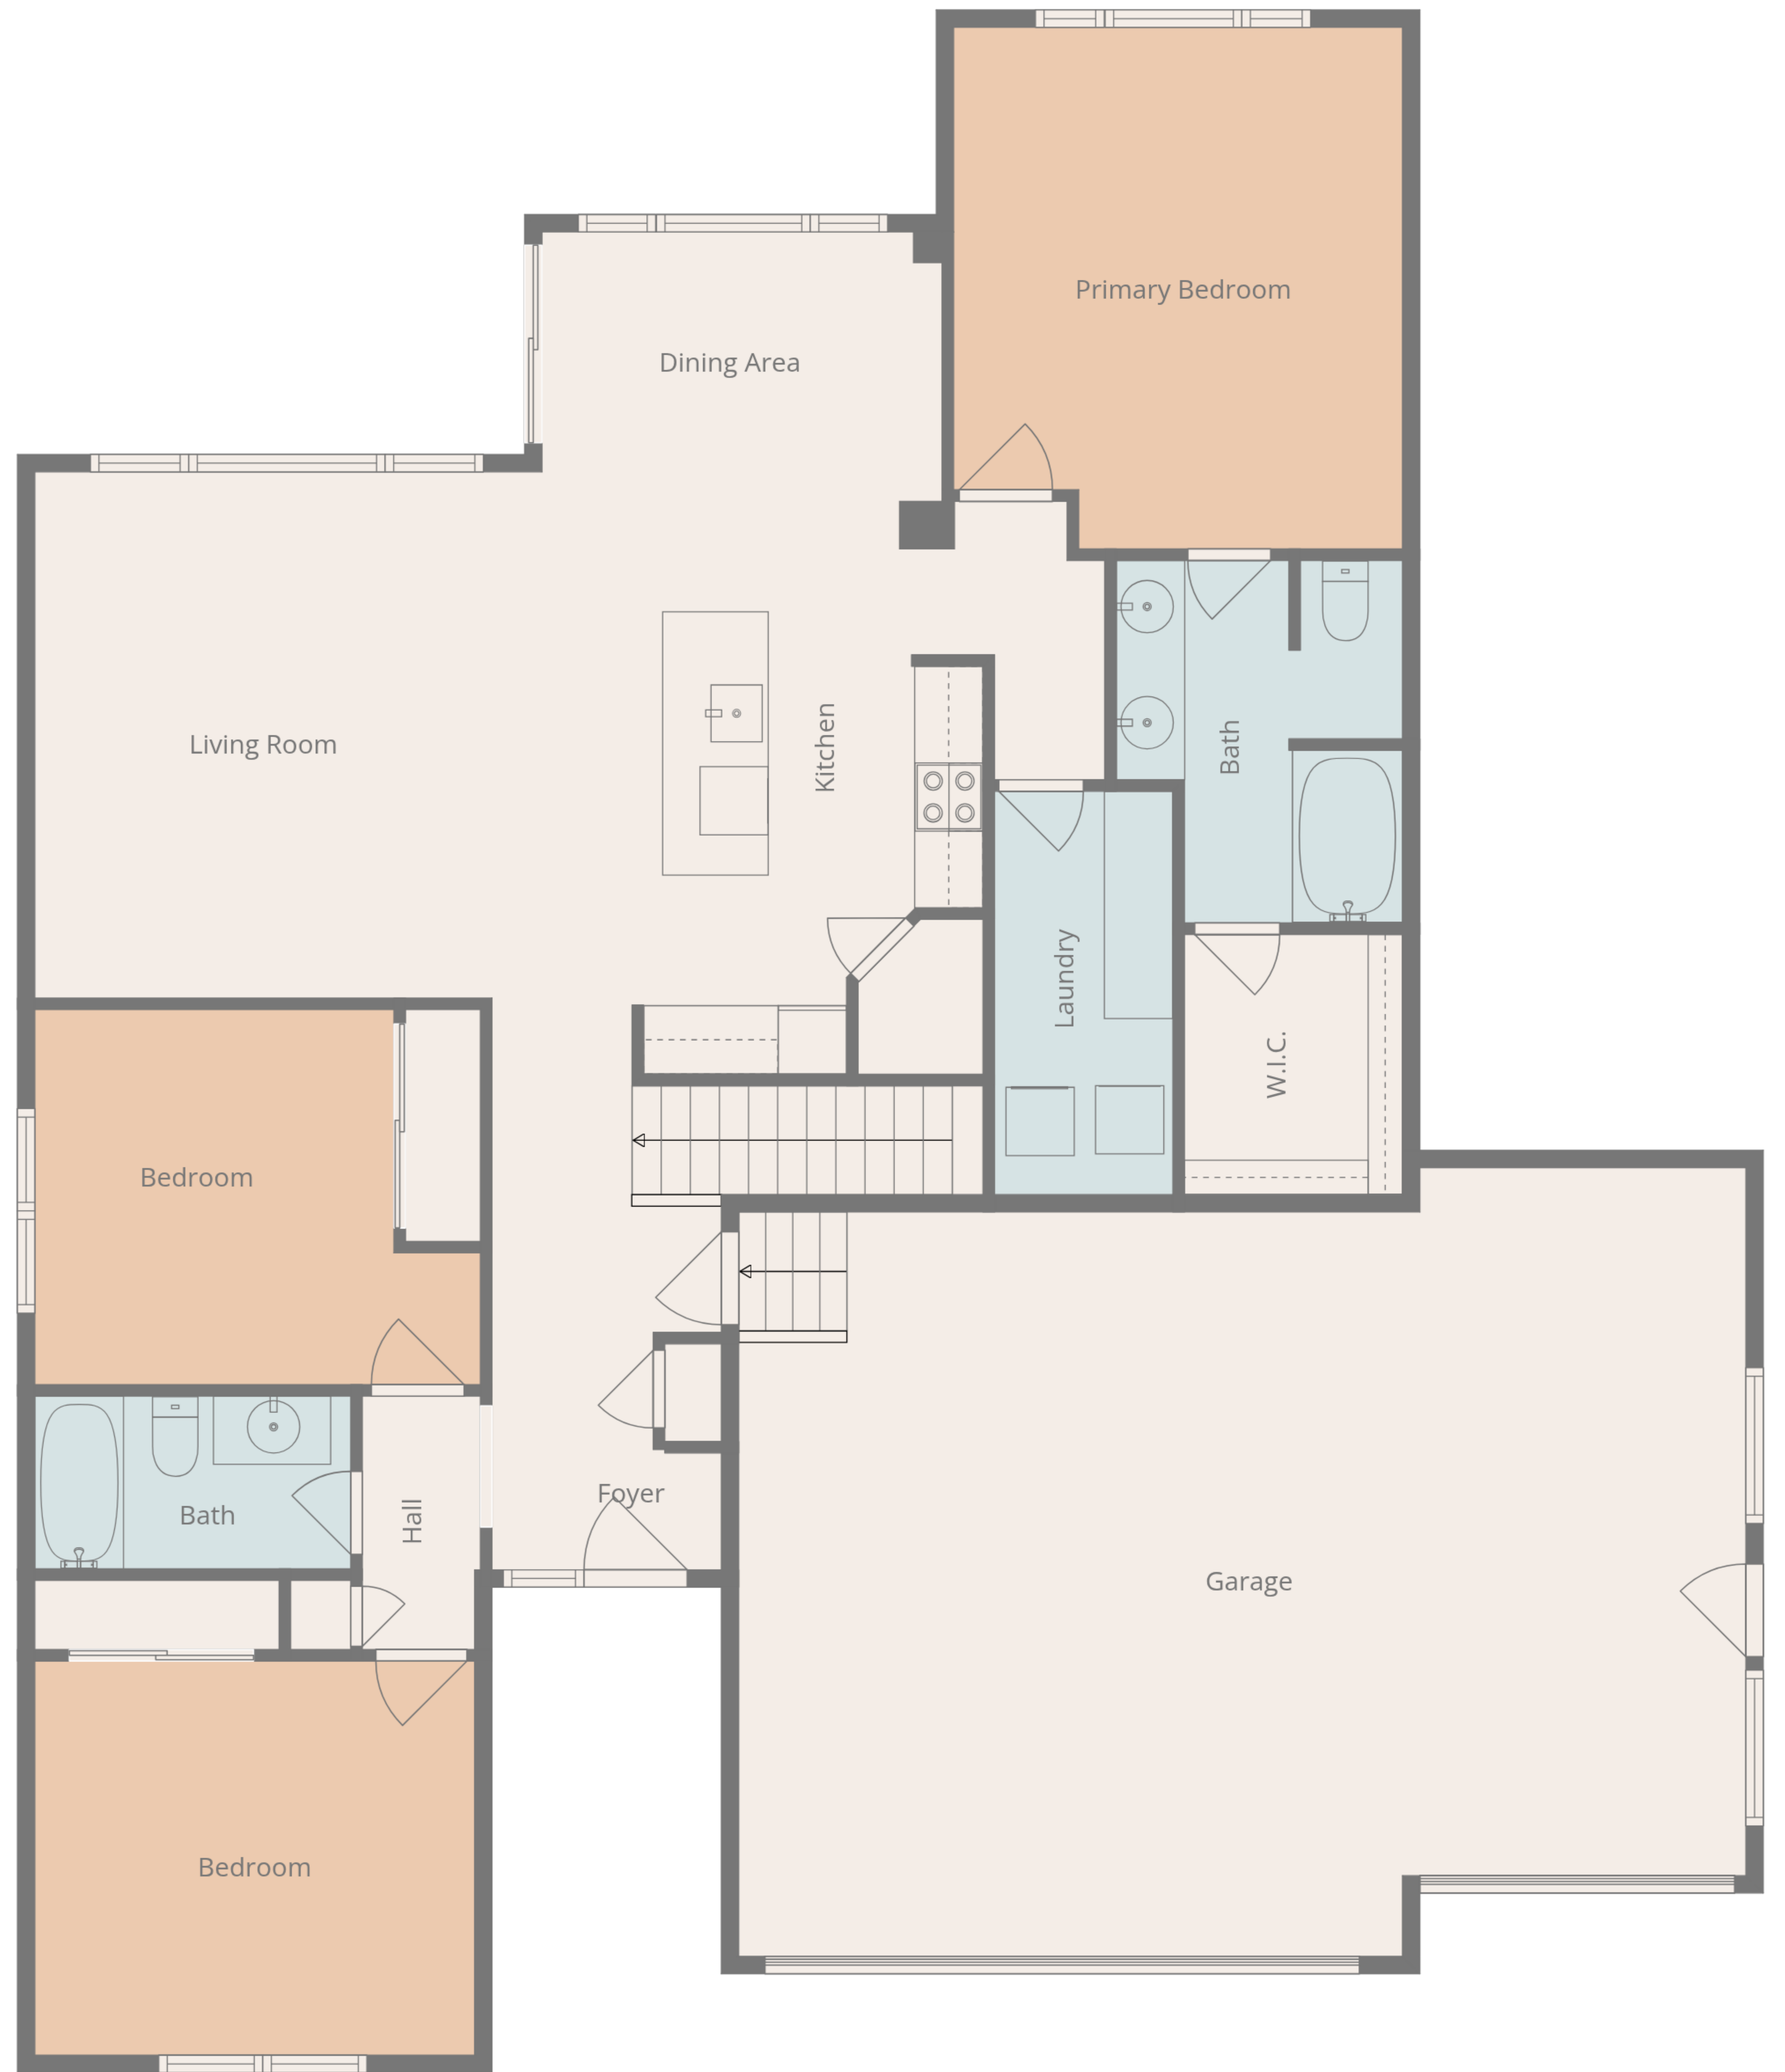 Primary Bedroom
Dining Area
Living Room
Kitchen
Bath
Laundry
W.I.C.
Bedroom
Foyer
Bath
Hall
Garage
Bedroom